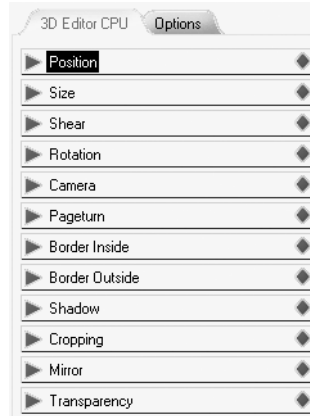 3D Editor CPU Options
Position
Size
Shear
Rotation
Camera
Pageturn
Border Inside
Border Outside
Shadow
Cropping
Mirror
Transparency